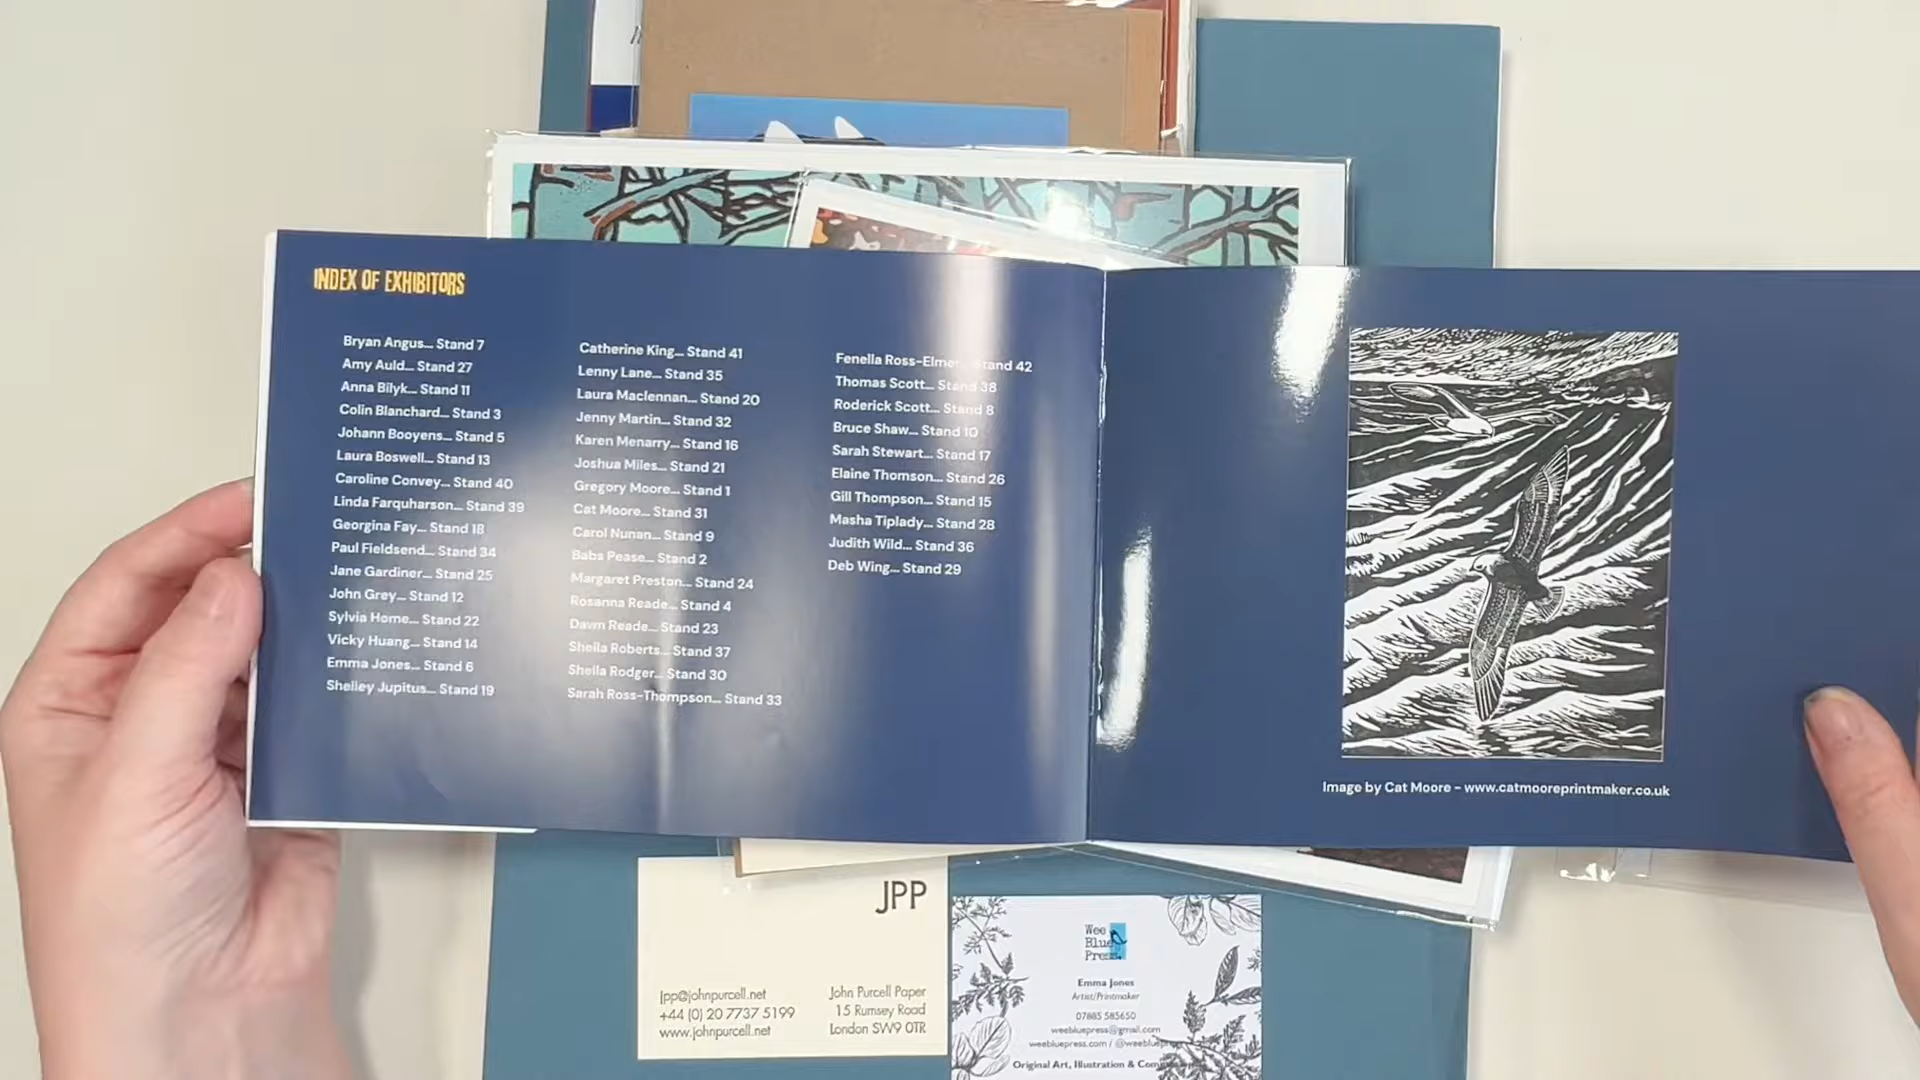 INDEX OF EXHIBITORS
Bryan Angus... Stand 7
Amy Auld... Stand 27
Anna Bilyk... Stand 11
Colin Blanchard... Stand 3
Johann Booyens... Stand 5
Laura Boswell... Stand 13
Caroline Convey... Stand 40
Linda Farquharson... Stand 39
Georgina Fay... Stand 18
Paul Fieldsend... Stand 34
Jane Gardiner... Stand 25
John Grey... Stand 12
Sylvia Home... Stand 22
Vicky Huang... Stand 14
Emma Jones... Stand 6
Shelley Jupitus... Stand 19
Catherine King... Stand 41
Lenny Lane... Stand 35
Laura Maclennan... Stand 20
Jenny Martin... Stand 32
Karen Menarry... Stand 16
Joshua Miles... Stand 21
Gregory Moore... Stand 1
Cat Moore... Stand 31
Carol Nunan... Stand 9
Babs Pease... Stand 2
Margaret Preston... Stand 24
Rosanna Reade... Stand 4
Dawn Reade... Stand 23
Sheila Roberts... Stand 37
Sheila Rodger... Stand 30
Sarah Ross-Thompson... Stand 33
Fenella Ross-Elmer... Stand 42
Thomas Scott... Stand 38
Roderick Scott... Stand 8
Bruce Shaw... Stand 10
Sarah Stewart... Stand 17
Elaine Thomson... Stand 26
Gill Thompson... Stand 15
Masha Tiplady... Stand 28
Judith Wild... Stand 36
Deb Wing... Stand 29
Image by Cat Moore - www.catmooreprintmaker.co.uk
JPP
jpp@johnpurcell.net
+44 (0) 20 7737 5199
www.johnpurcell.net
John Purcell Paper
15 Rumsey Road
London SW9 0TR
Wee
Blue
Press.
Emma Jones
Artist/Printmaker
07885 585650
weebluepress@gmail.com
weebluepress.com /
Original Art, Illustration &